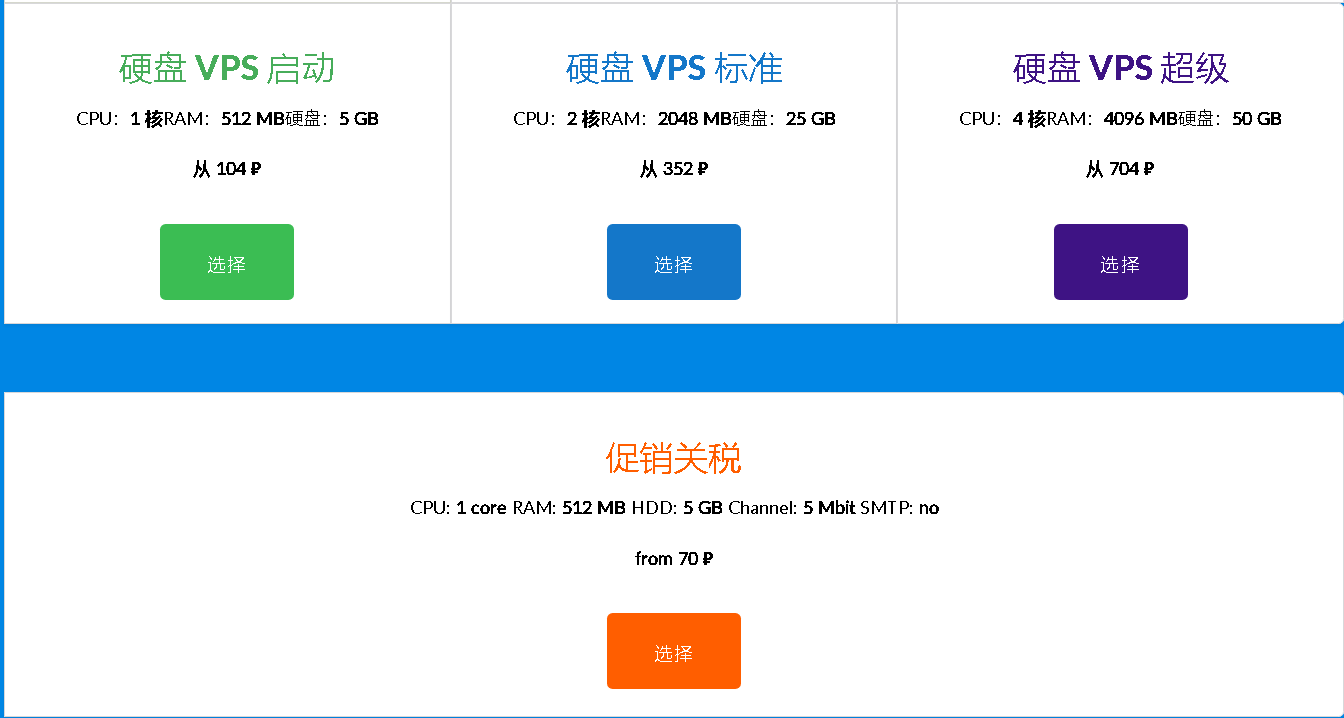 硬盘 VPS 启动
CPU：1 核RAM：512 MB硬盘：5 GB
从 104 ₽
选择
硬盘 VPS 标准
CPU：2 核RAM：2048 MB硬盘：25 GB
从 352 ₽
选择
硬盘 VPS 超级
CPU：4 核RAM：4096 MB硬盘：50 GB
从 704 ₽
选择
促销关税
CPU: 1 core RAM: 512 MB HDD: 5 GB Channel: 5 Mbit SMTP: no
from 70 ₽
选择